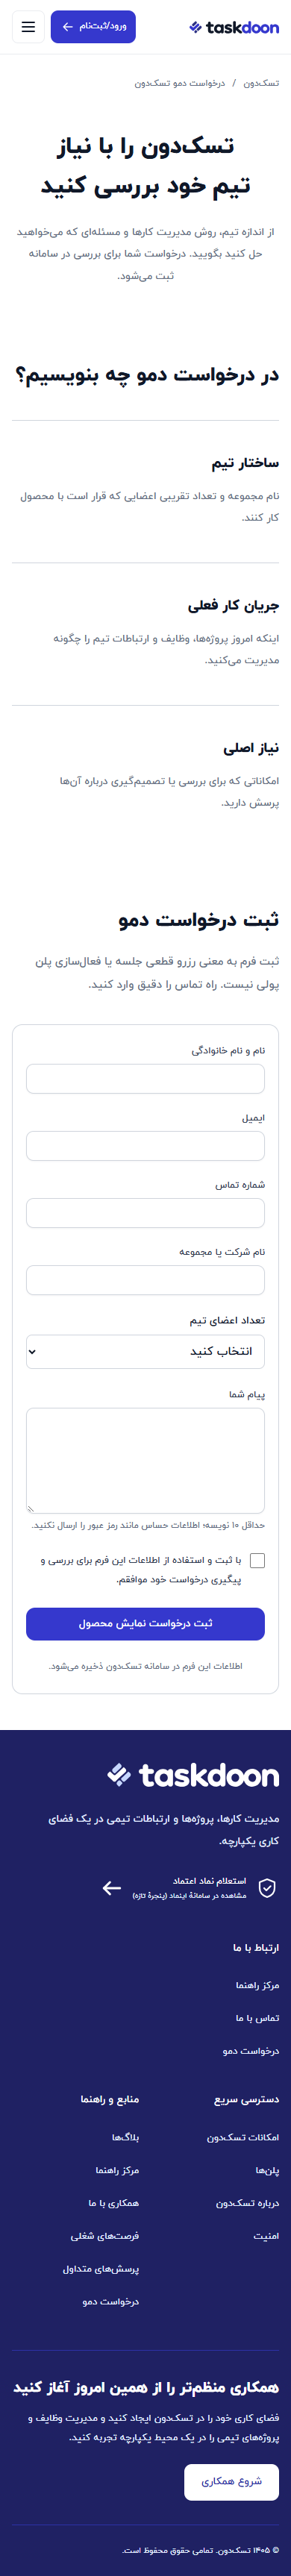 taskdoon
ورود/ثبت‌نام
تسک‌دون / درخواست دمو تسک‌دون
تسک‌دون را با نیاز
تیم خود بررسی کنید
از اندازه تیم، روش مدیریت کارها و مسئله‌ای که می‌خواهید
حل کنید بگویید. درخواست شما برای بررسی در سامانه
ثبت می‌شود.
در درخواست دمو چه بنویسیم؟
ساختار تیم
نام مجموعه و تعداد تقریبی اعضایی که قرار است با محصول
کار کنند.
جریان کار فعلی
اینکه امروز پروژه‌ها، وظایف و ارتباطات تیم را چگونه
مدیریت می‌کنید.
نیاز اصلی
امکاناتی که برای بررسی یا تصمیم‌گیری درباره آن‌ها
پرسش دارید.
ثبت درخواست دمو
ثبت فرم به معنی رزرو قطعی جلسه یا فعال‌سازی پلن
پولی نیست. راه تماس را دقیق وارد کنید.
نام و نام خانوادگی
ایمیل
شماره تماس
نام شرکت یا مجموعه
تعداد اعضای تیم
انتخاب کنید
پیام شما
حداقل ۱۰ نویسه؛ اطلاعات حساس مانند رمز عبور را ارسال نکنید.
با ثبت و استفاده از اطلاعات این فرم برای بررسی و
پیگیری درخواست خود موافقم.
ثبت درخواست نمایش محصول
اطلاعات این فرم در سامانه تسک‌دون ذخیره می‌شود.
taskdoon
مدیریت کارها، پروژه‌ها و ارتباطات تیمی در یک فضای
کاری یکپارچه.
استعلام نماد اعتماد
مشاهده در سامانهٔ اینماد (پنجرهٔ تازه)
ارتباط با ما
مرکز راهنما
تماس با ما
درخواست دمو
دسترسی سریع
امکانات تسک‌دون
پلن‌ها
درباره تسک‌دون
امنیت
منابع و راهنما
بلاگ‌ها
مرکز راهنما
همکاری با ما
فرصت‌های شغلی
پرسش‌های متداول
درخواست دمو
همکاری منظم‌تر را از همین امروز آغاز کنید
فضای کاری خود را در تسک‌دون ایجاد کنید و مدیریت وظایف و
پروژه‌های تیمی را در یک محیط یکپارچه تجربه کنید.
شروع همکاری
© ۱۴۰۵ تسک‌دون. تمامی حقوق محفوظ است.